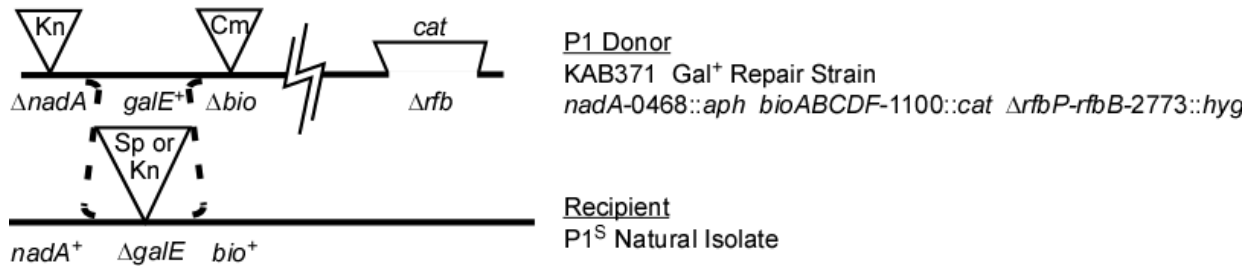 Kn Cm cat
P1 Donor
KAB371 Gal⁺ Repair Strain
ΔnadA galE⁺ Δbio Δrfb
nadA-0468::aph bioABCDF-1100::cat ΔrfbP-rfbB-2773::hyg
Sp or
Kn
Recipient
P1ˢ Natural Isolate
nadA⁺ ΔgalE bio⁺